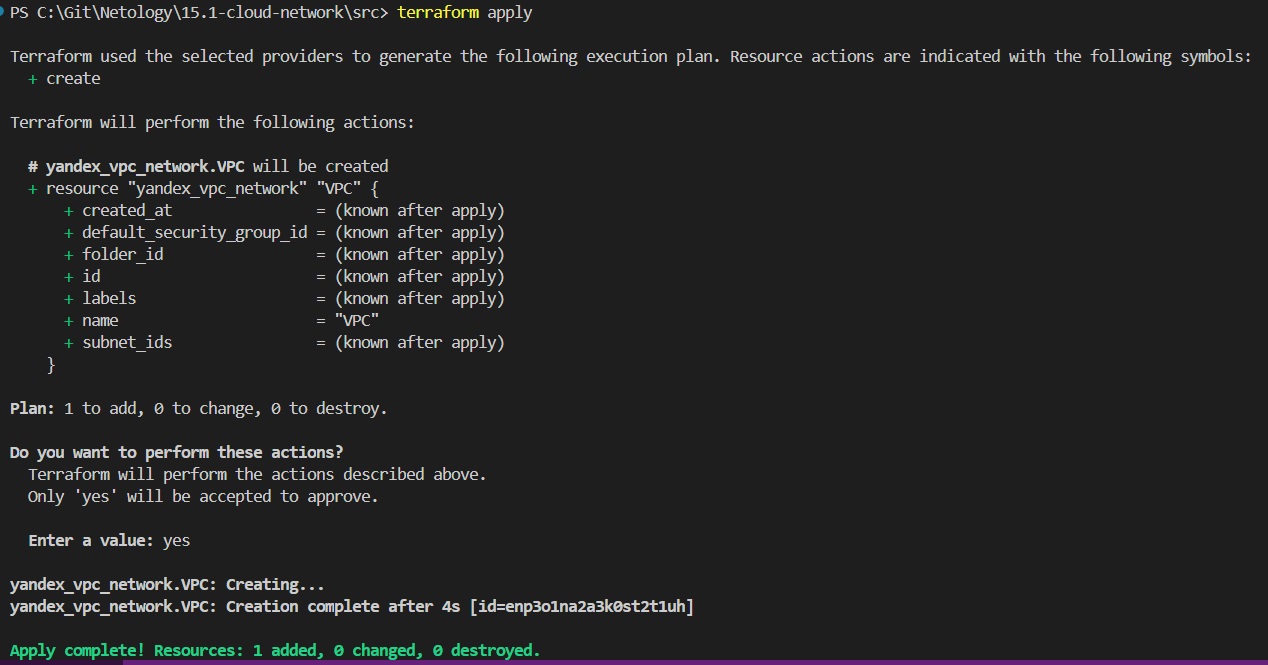 PS C:\Git\Netology\15.1-cloud-network\src> terraform apply
Terraform used the selected providers to generate the following execution plan. Resource actions are indicated with the following symbols:
+ create
Terraform will perform the following actions:
# yandex_vpc_network.VPC will be created
+ resource "yandex_vpc_network" "VPC" {
+ created_at = (known after apply)
+ default_security_group_id = (known after apply)
+ folder_id = (known after apply)
+ id = (known after apply)
+ labels = (known after apply)
+ name = "VPC"
+ subnet_ids = (known after apply)
}
Plan: 1 to add, 0 to change, 0 to destroy.
Do you want to perform these actions?
Terraform will perform the actions described above.
Only 'yes' will be accepted to approve.
Enter a value: yes
yandex_vpc_network.VPC: Creating...
yandex_vpc_network.VPC: Creation complete after 4s [id=enp3o1na2a3k0st2t1uh]
Apply complete! Resources: 1 added, 0 changed, 0 destroyed.